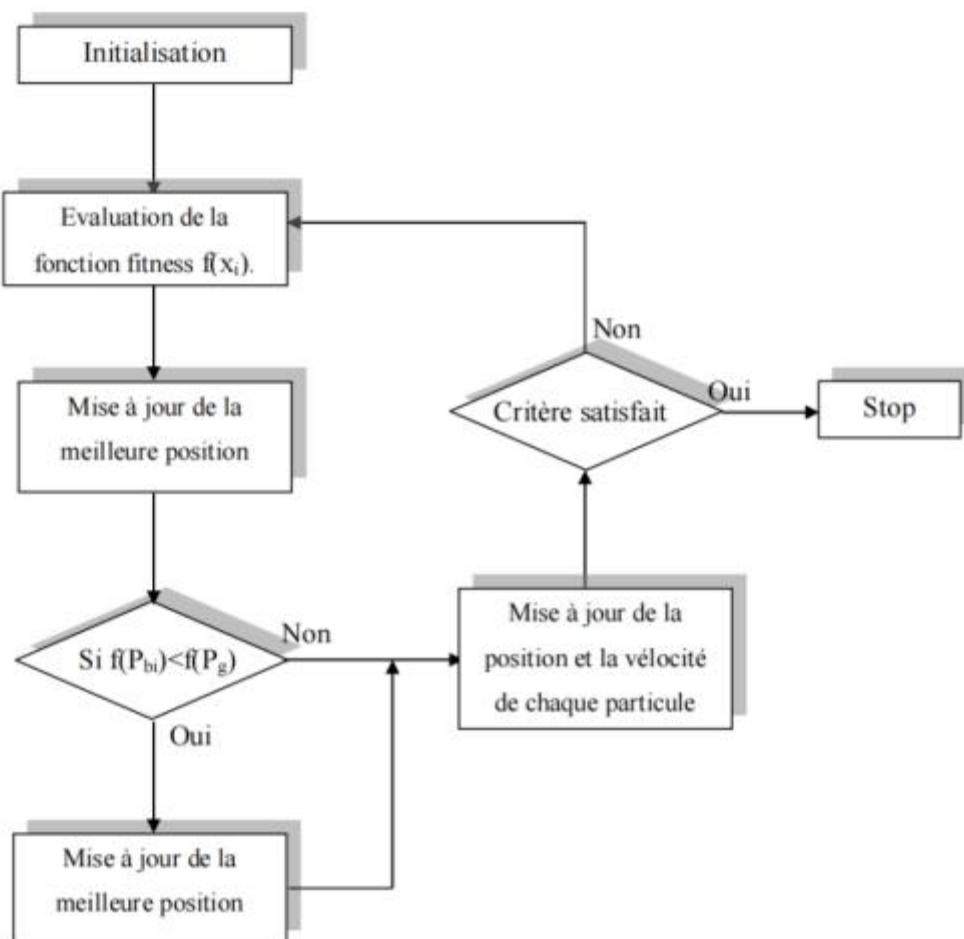 Initialisation
Evaluation de la
fonction fitness f(xi).
Mise à jour de la
meilleure position
Si f(Pbi)<f(Pg)
Non
Oui
Mise à jour de la
meilleure position
Mise à jour de la
position et la vélocité
de chaque particule
Critère satisfait
Non
Oui
Stop